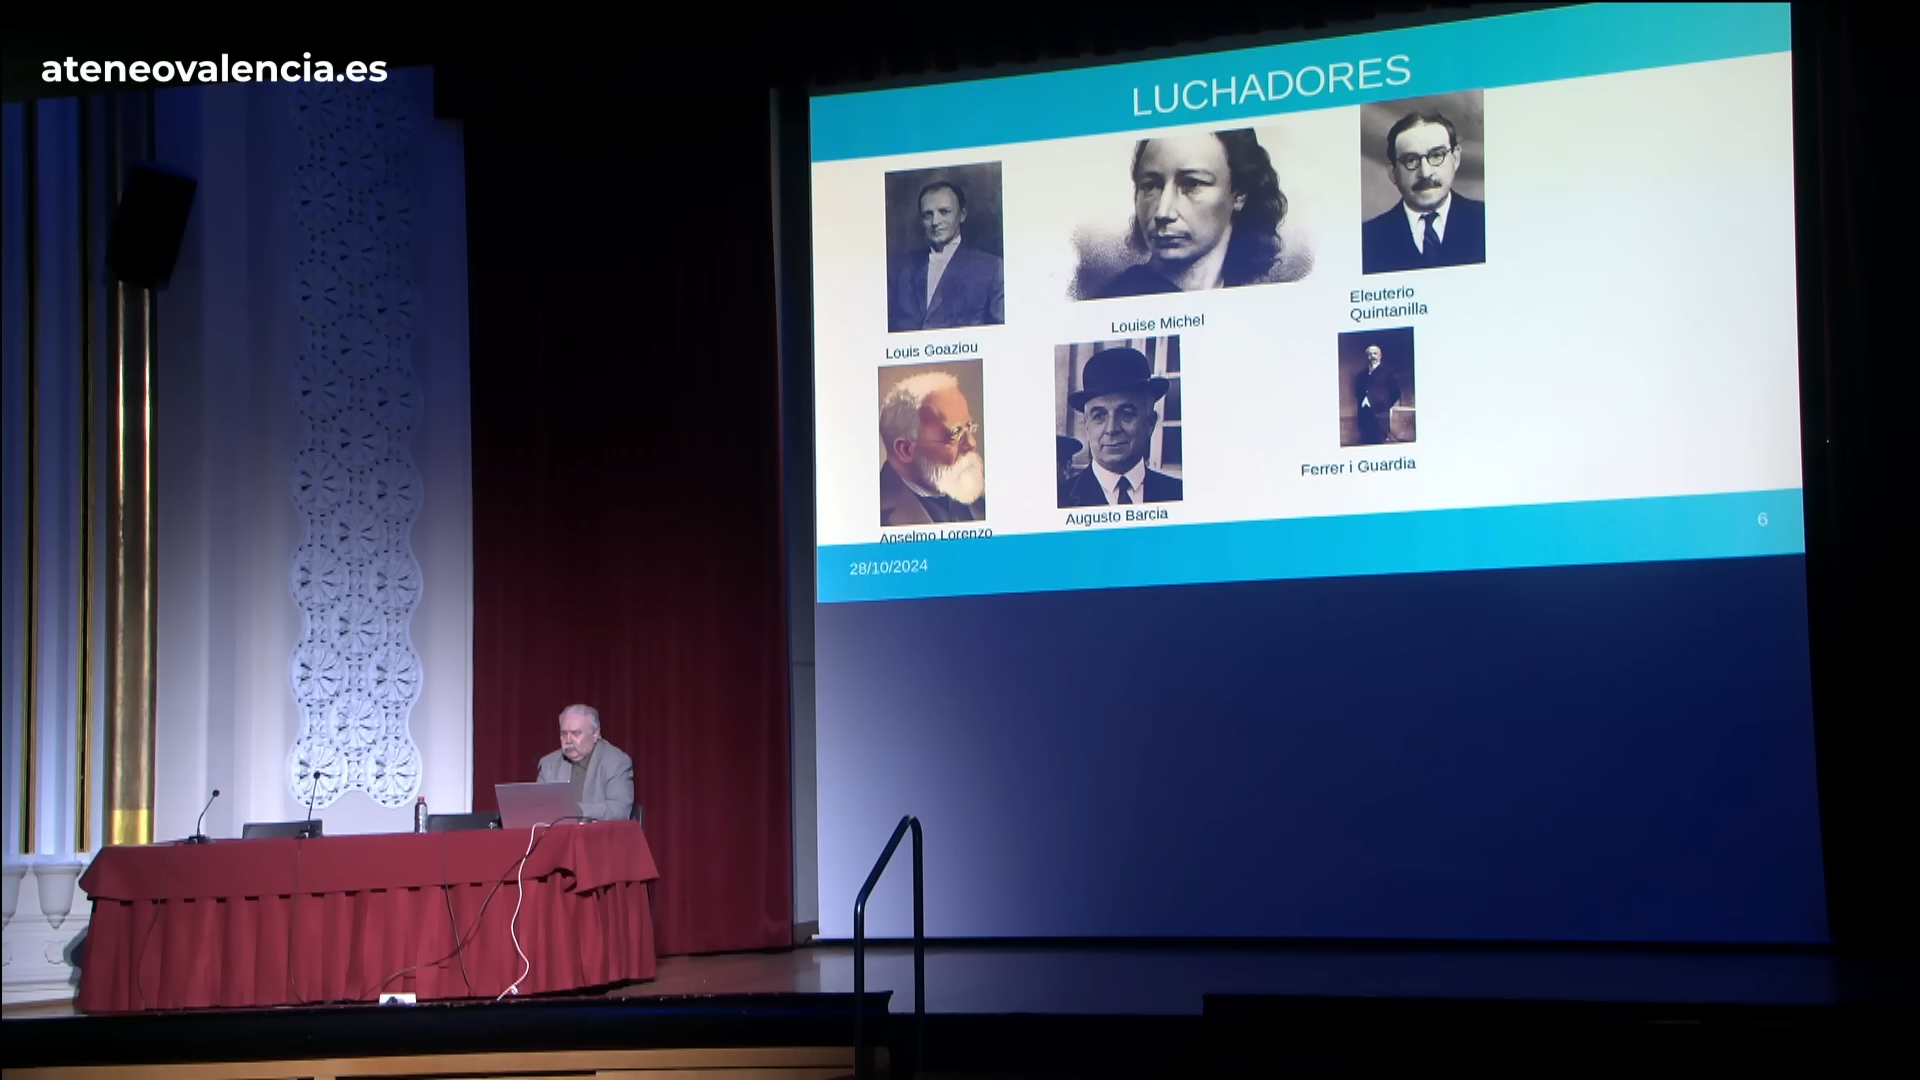 ateneovalencia.es
LUCHADORES
Louis Goaziou
Louise Michel
Eleuterio
Quintanilla
Anselmo Lorenzo
Augusto Barcia
Ferrer i Guardia
28/10/2024
6